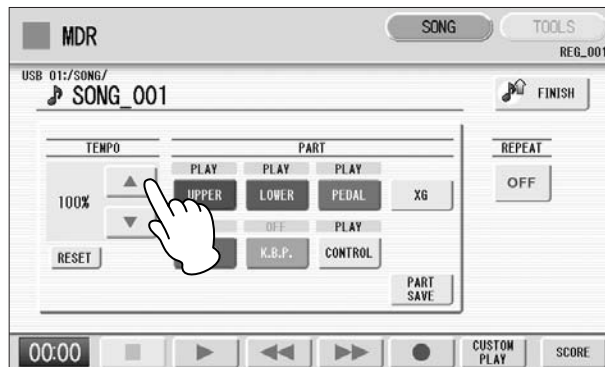 MDR
SONG
TOOLS
REG_001
USB 01:/SONG/
SONG_001
FINISH
TEMPO
PART
REPEAT
PLAY PLAY PLAY
100%
UPPER LOWER PEDAL XG
OFF
OFF PLAY
RESET
K.B.P. CONTROL
PART
SAVE
00:00
CUSTOM
PLAY
SCORE